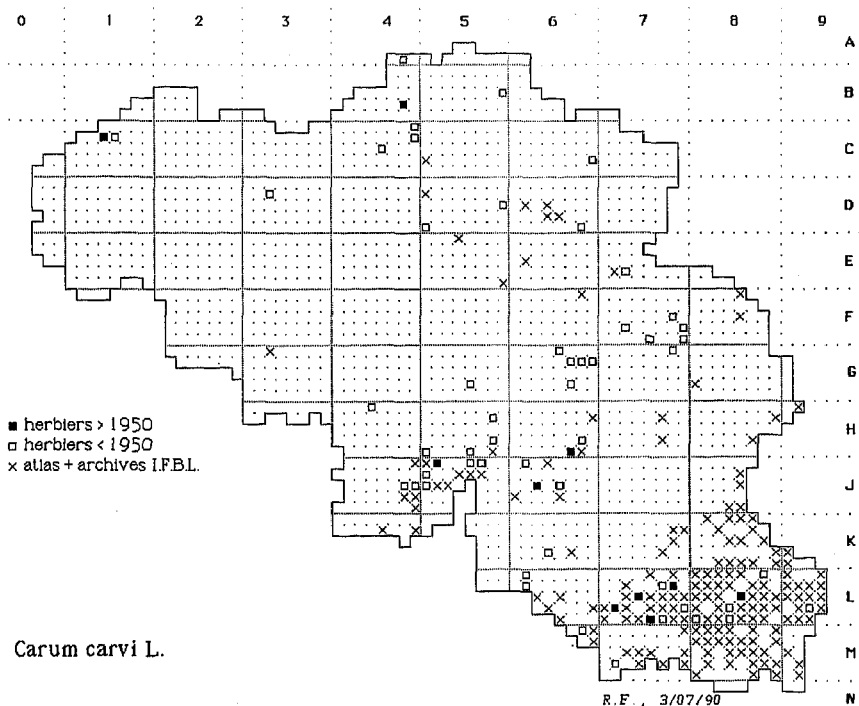 0 1 2 3 4 5 6 7 8 9
A
B
C
D
E
F
G
H
■ herbiers > 1950
□ herbiers < 1950
× atlas + archives I.F.B.L.
J
K
L
Carum carvi L.
M
R.F., 3/07/90
N